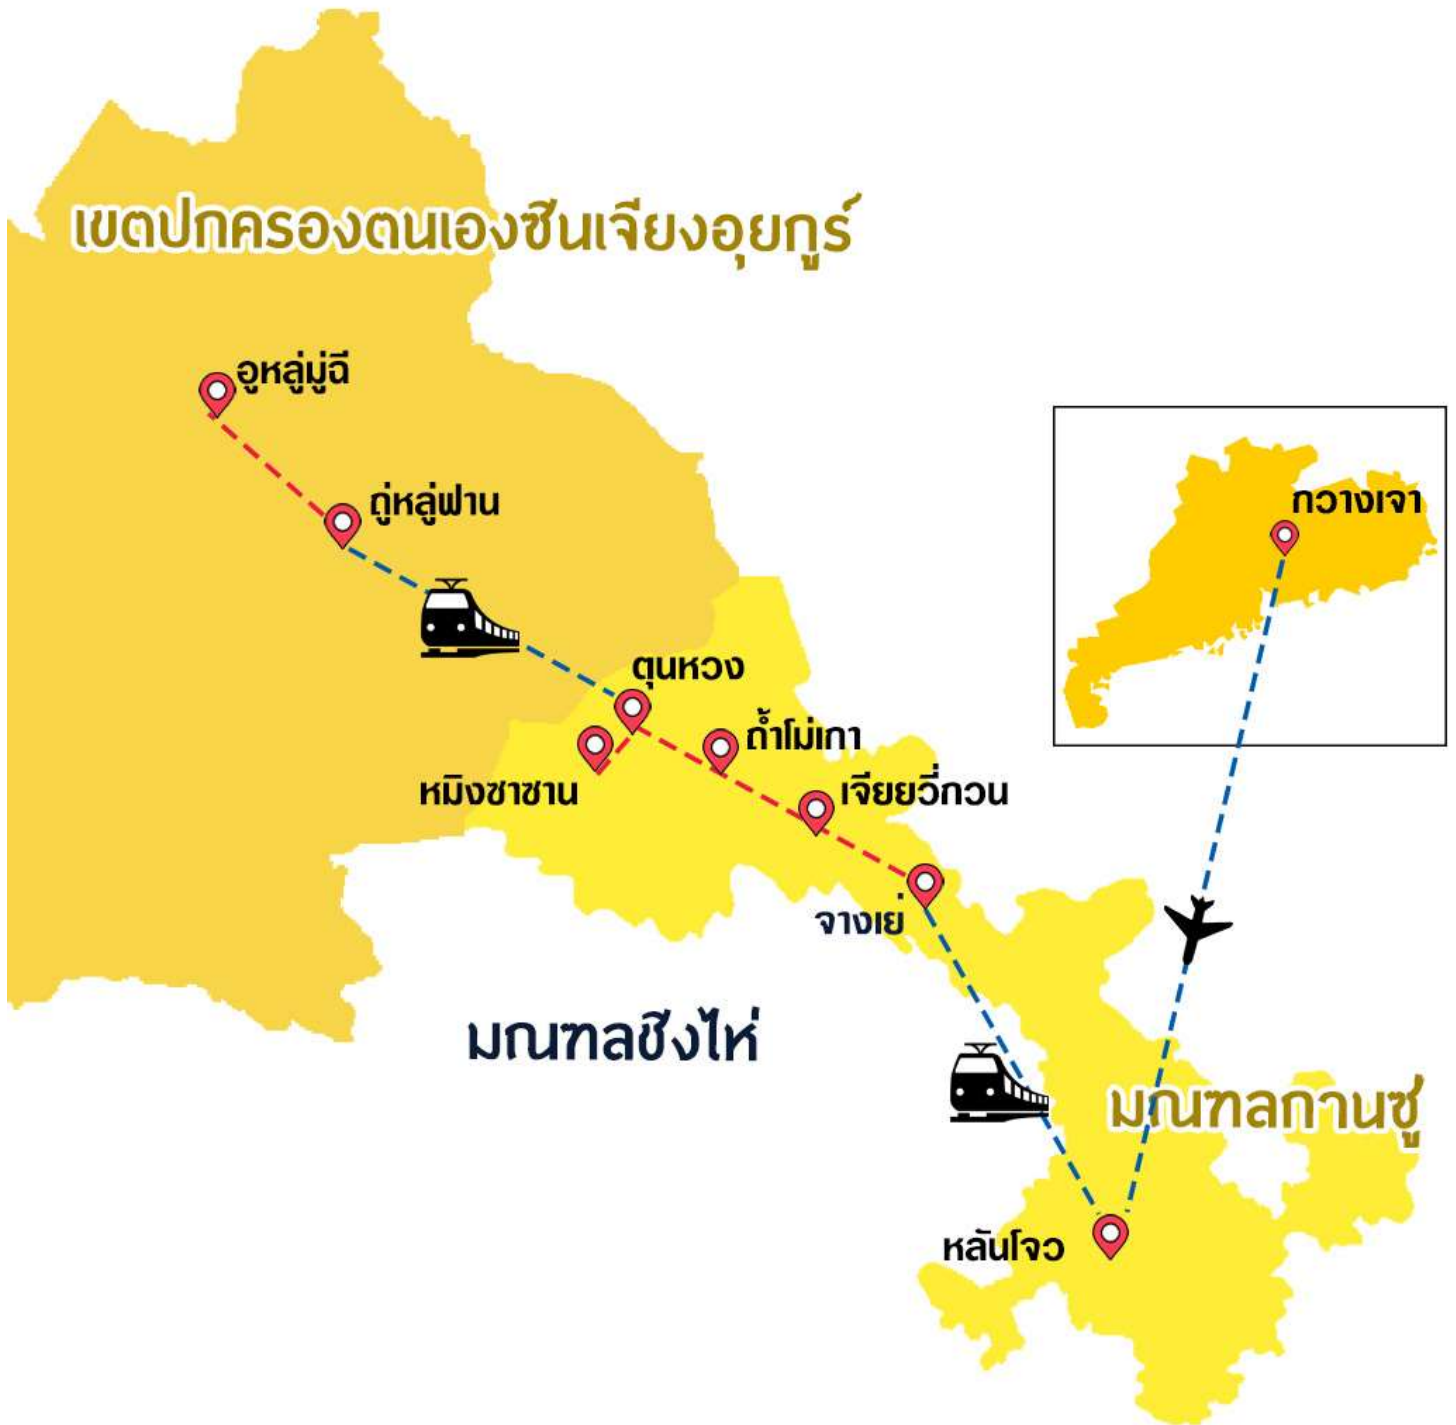 เขตปกครองตนเองซินเจียงอุยกูร์
อูหลู่มู่ฉี
ถู่หลู่ฟาน
กวางเจา
ตุนหวง
ถ้ำโม่เกา
หมิงซาซาน
เจียยวี่กวน
จางเย่
มณฑลชิงไห่
มณฑลกานซู
หลันโจว